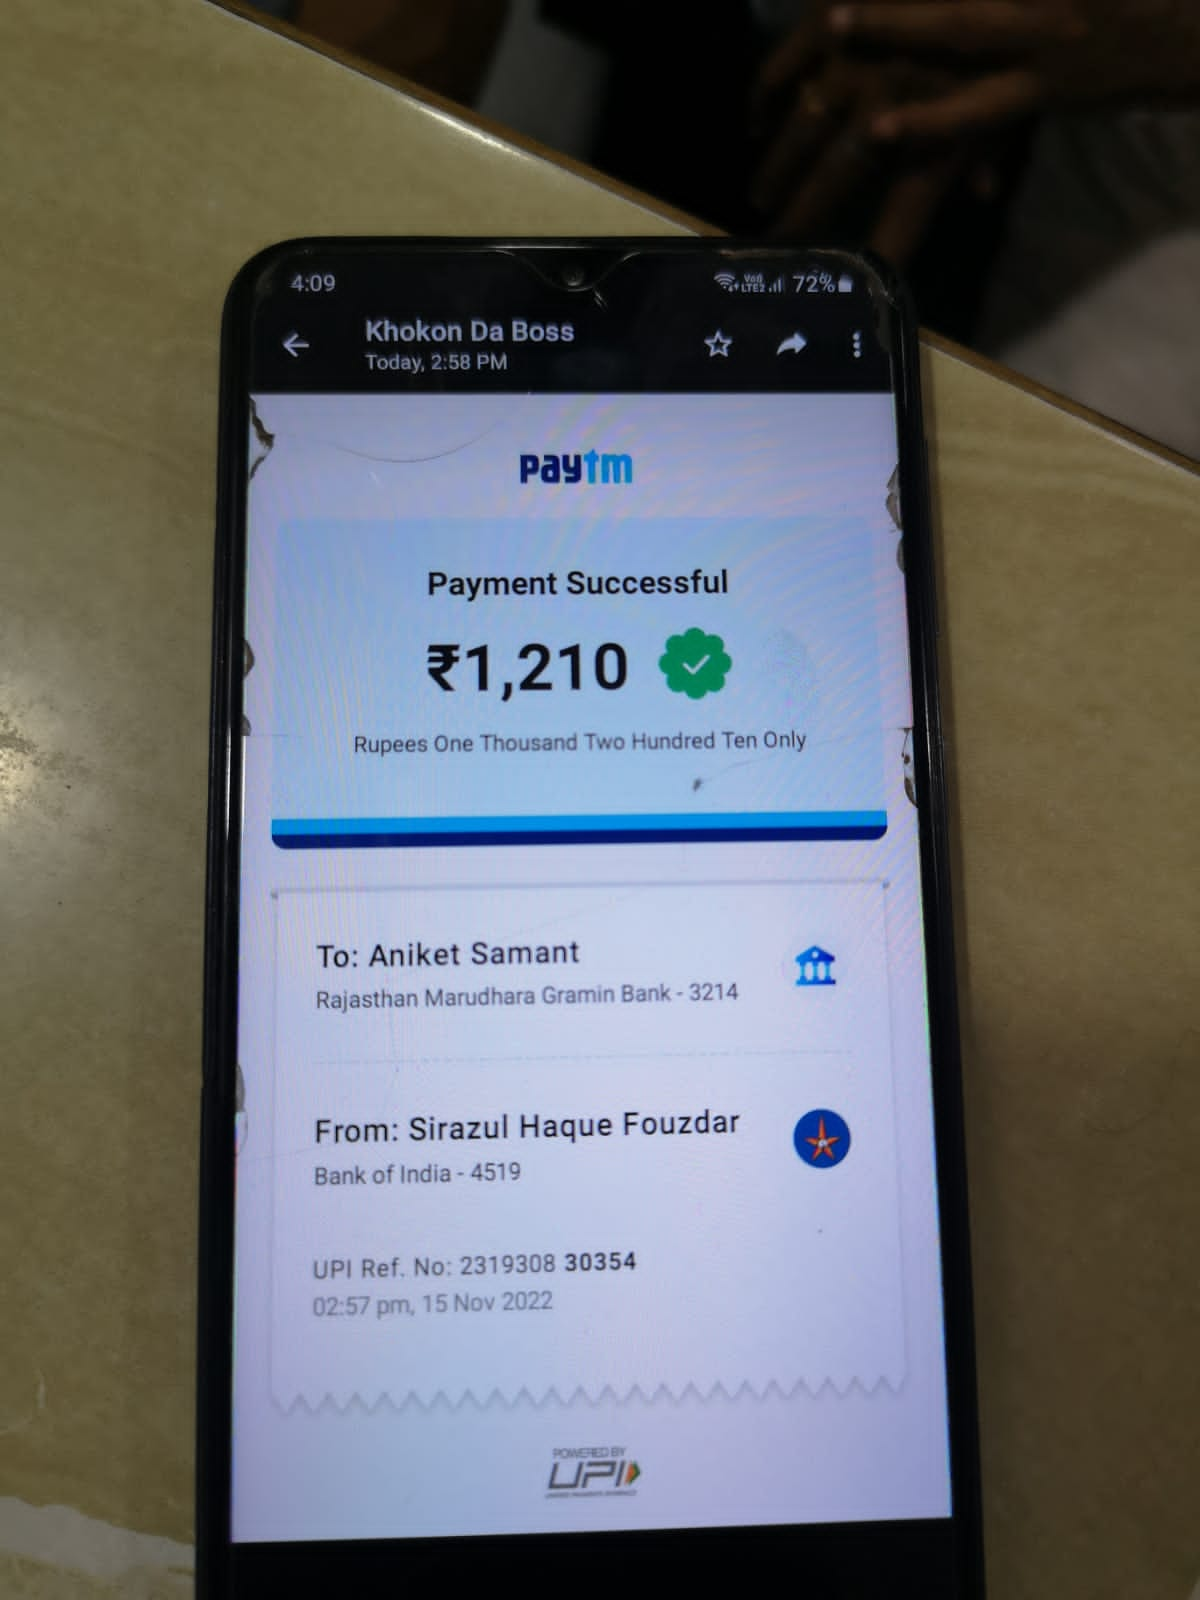 4:09
Vo)) LTE2 72%
Khokon Da Boss
Today, 2:58 PM
paytm
Payment Successful
₹1,210
Rupees One Thousand Two Hundred Ten Only
To: Aniket Samant
Rajasthan Marudhara Gramin Bank - 3214
From: Sirazul Haque Fouzdar
Bank of India - 4519
UPI Ref. No: 2319308 30354
02:57 pm, 15 Nov 2022
POWERED BY
UPI